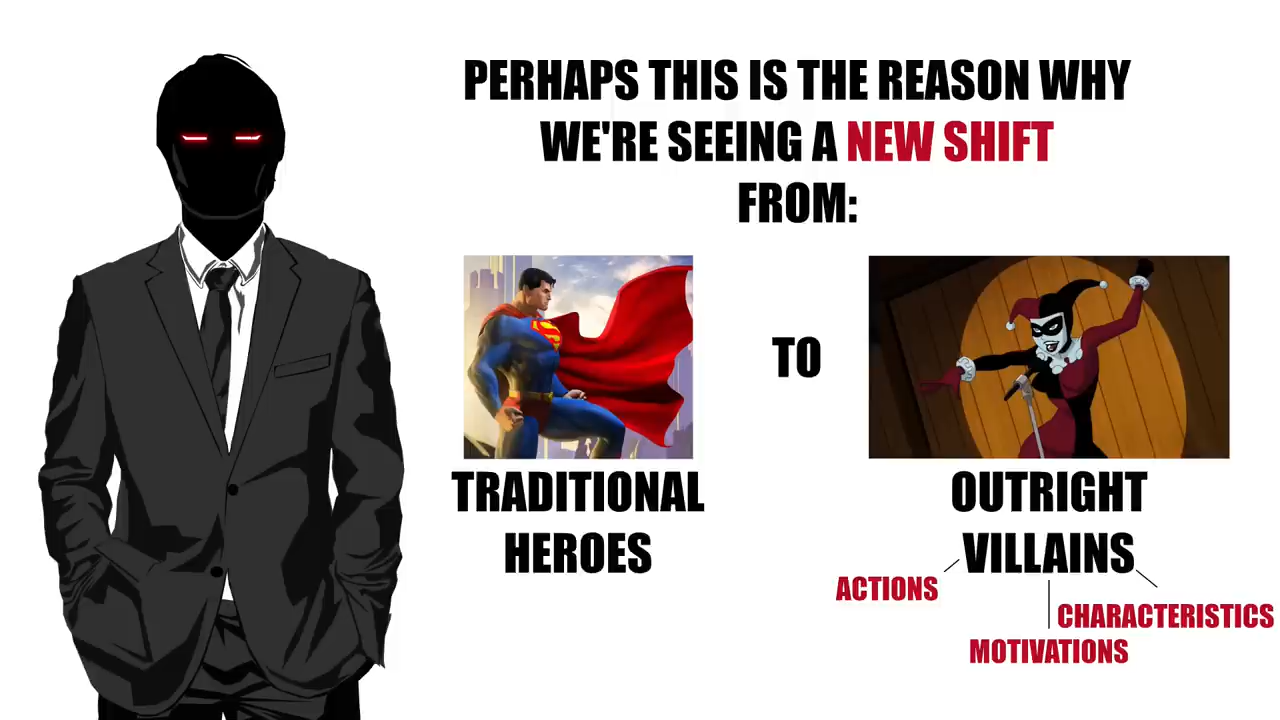 PERHAPS THIS IS THE REASON WHY
WE'RE SEEING A NEW SHIFT
FROM:
TO
TRADITIONAL
HEROES
OUTRIGHT
VILLAINS
ACTIONS
CHARACTERISTICS
MOTIVATIONS